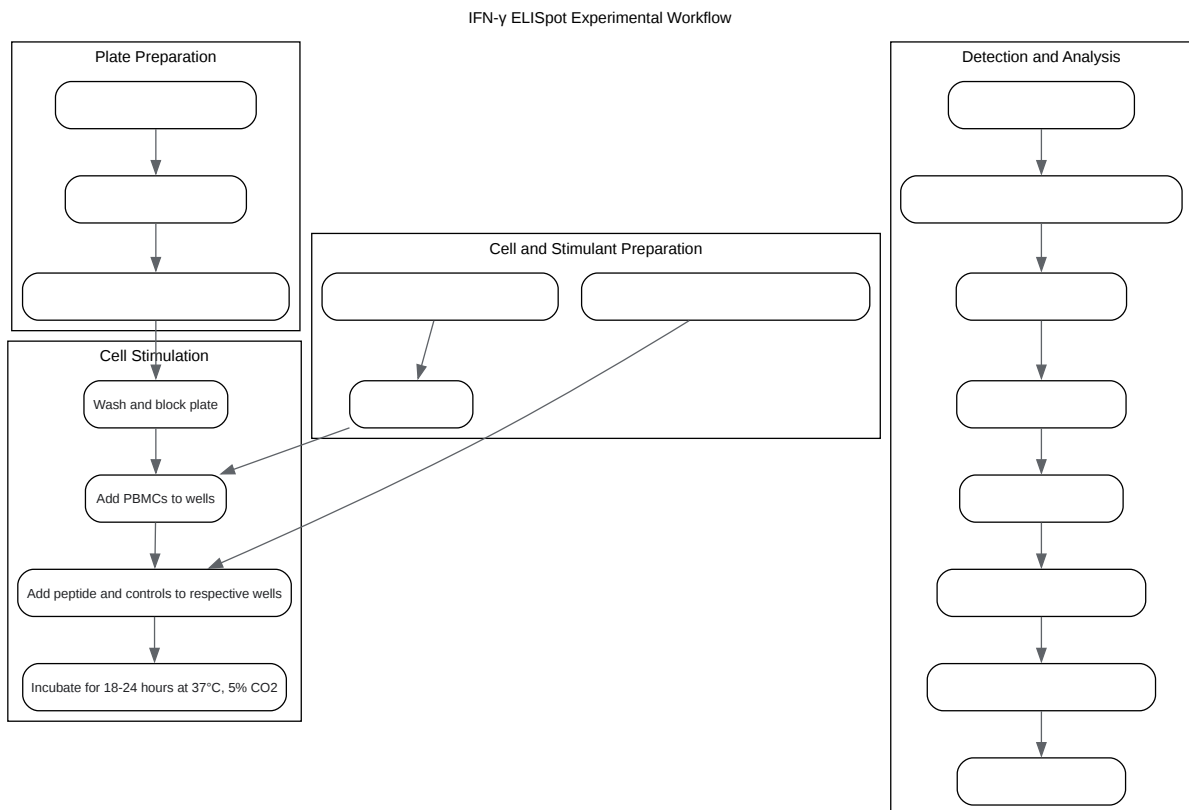 IFN-γ ELISpot Experimental Workflow
Plate Preparation
Detection and Analysis
Cell and Stimulant Preparation
Cell Stimulation
Wash and block plate
Add PBMCs to wells
Add peptide and controls to respective wells
Incubate for 18-24 hours at 37°C, 5% CO2